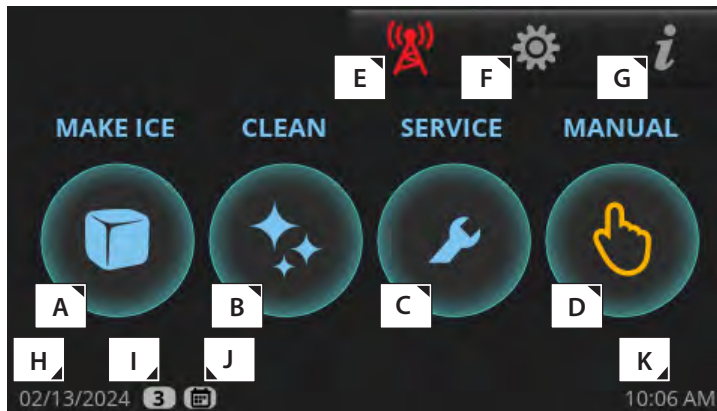 E F G
MAKE ICE CLEAN SERVICE MANUAL
A B C D
H I J K
02/13/2024 3 10:06 AM